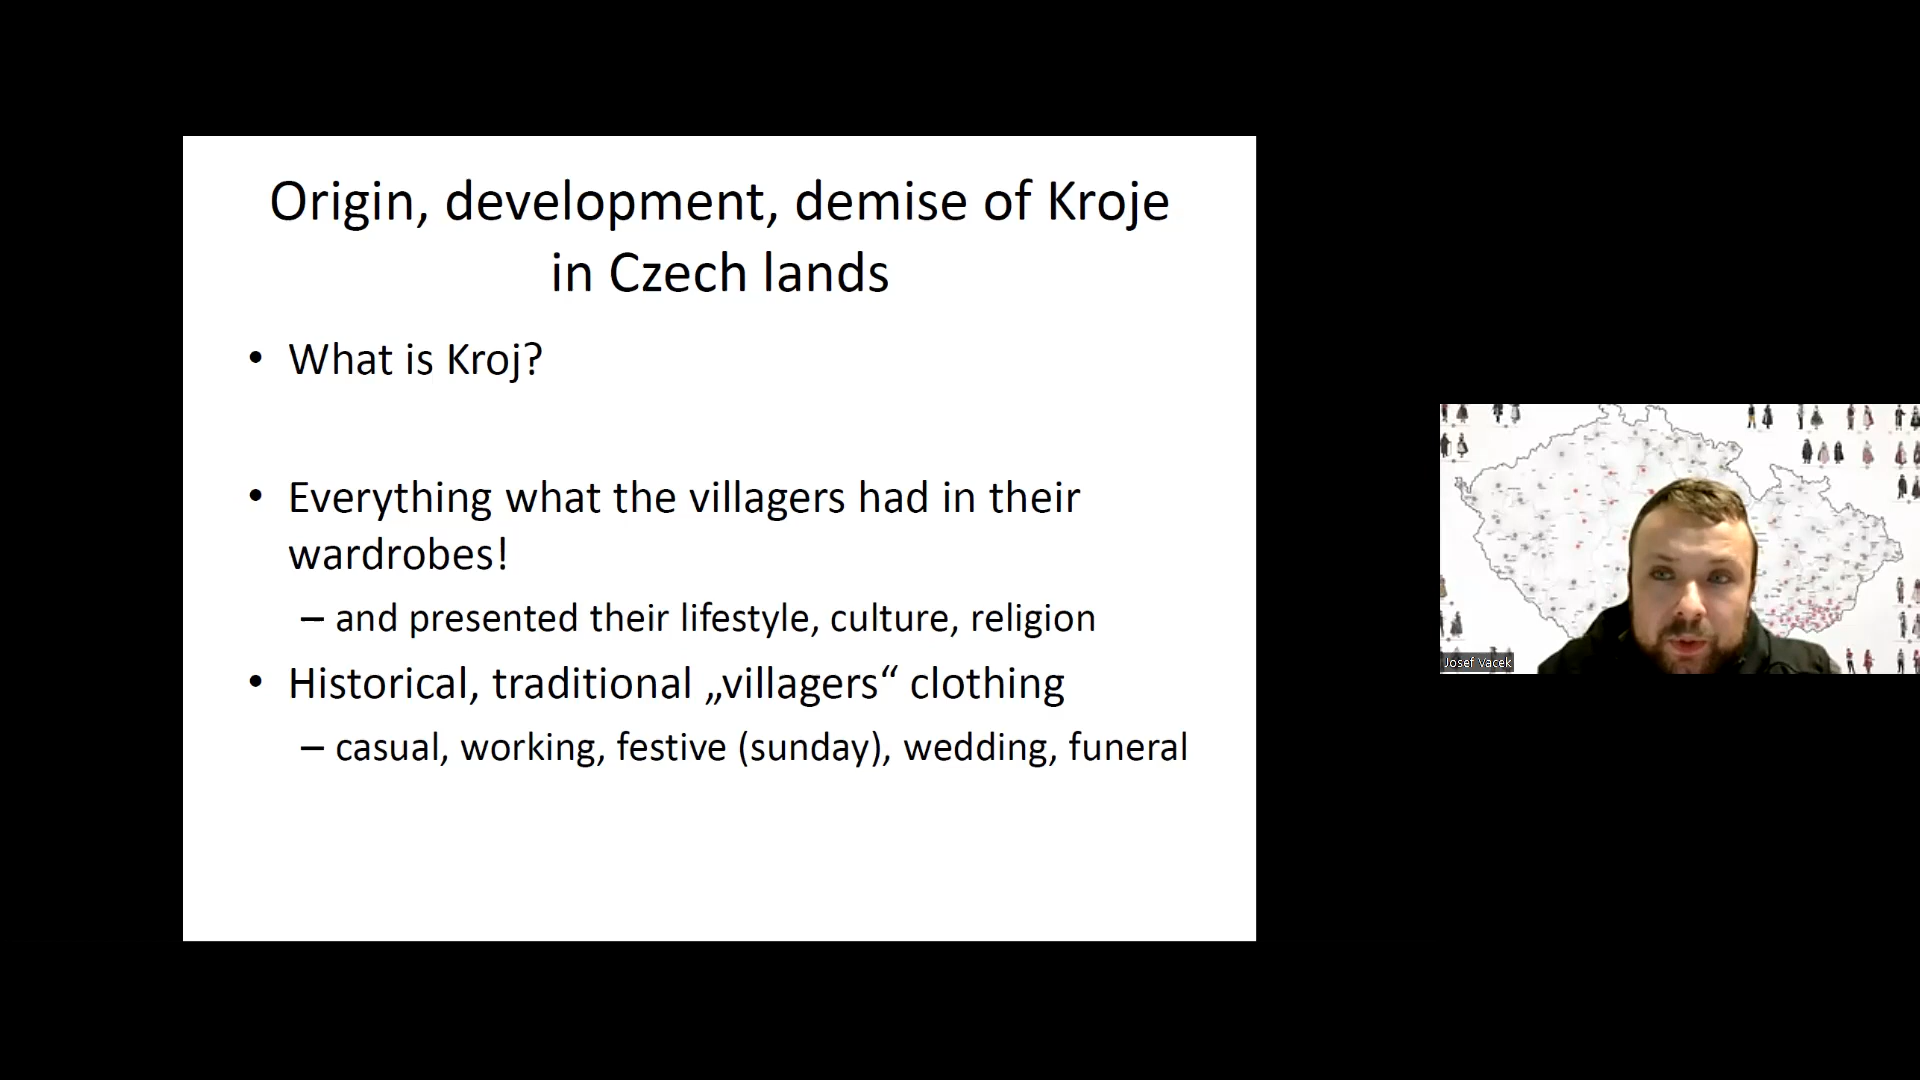 Origin, development, demise of Kroje
in Czech lands
• What is Kroj?
• Everything what the villagers had in their
wardrobes!
– and presented their lifestyle, culture, religion
• Historical, traditional „villagers“ clothing
– casual, working, festive (sunday), wedding, funeral
Josef Vacek